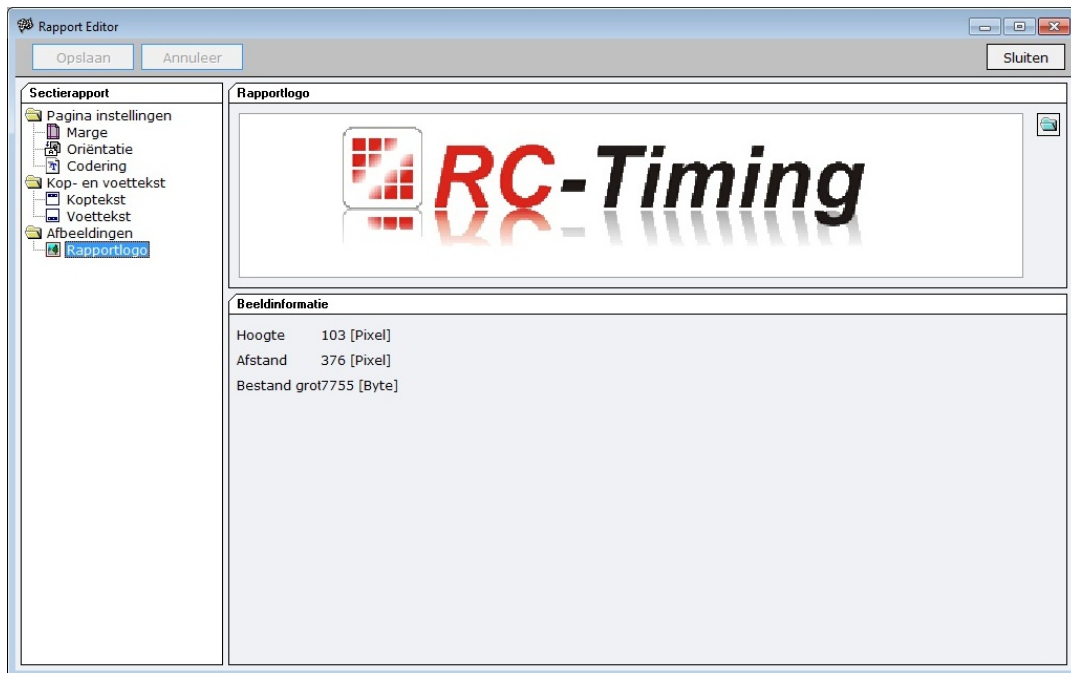 Rapport Editor
Opslaan Annuleer Sluiten
Sectierapport
Pagina instellingen
Marge
Oriëntatie
Codering
Kop- en voettekst
Koptekst
Voettekst
Afbeeldingen
Rapportlogo
Rapportlogo
RC-Timing
Beeldinformatie
Hoogte 103 [Pixel]
Afstand 376 [Pixel]
Bestand grot7755 [Byte]